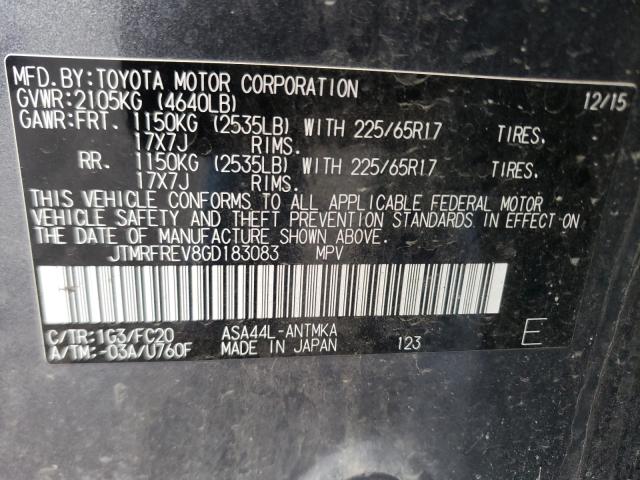 MFD.BY:TOYOTA MOTOR CORPORATION 12/15
GVWR:2105KG (4640LB)
GAWR:FRT. 1150KG (2535LB) WITH 225/65R17 TIRES.
17X7J RIMS.
RR. 1150KG (2535LB) WITH 225/65R17 TIRES.
17X7J RIMS.
THIS VEHICLE CONFORMS TO ALL APPLICABLE FEDERAL MOTOR
VEHICLE SAFETY AND THEFT PREVENTION STANDARDS IN EFFECT ON
THE DATE OF MANUFACTURE SHOWN ABOVE.
JTMRFREV8GD183083 MPV
C/TR:1G3/FC20 ASA44L-ANTMKA E
A/TM:-03A/U760F MADE IN JAPAN 123